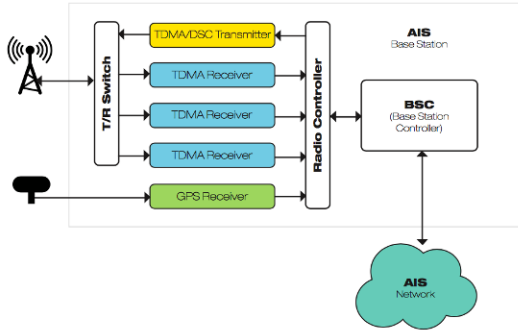 TDMA/DSC Transmitter
AIS
Base Station
T/R Switch
TDMA Receiver
TDMA Receiver
TDMA Receiver
GPS Receiver
Radio Controller
BSC
(Base Station
Controller)
AIS
Network